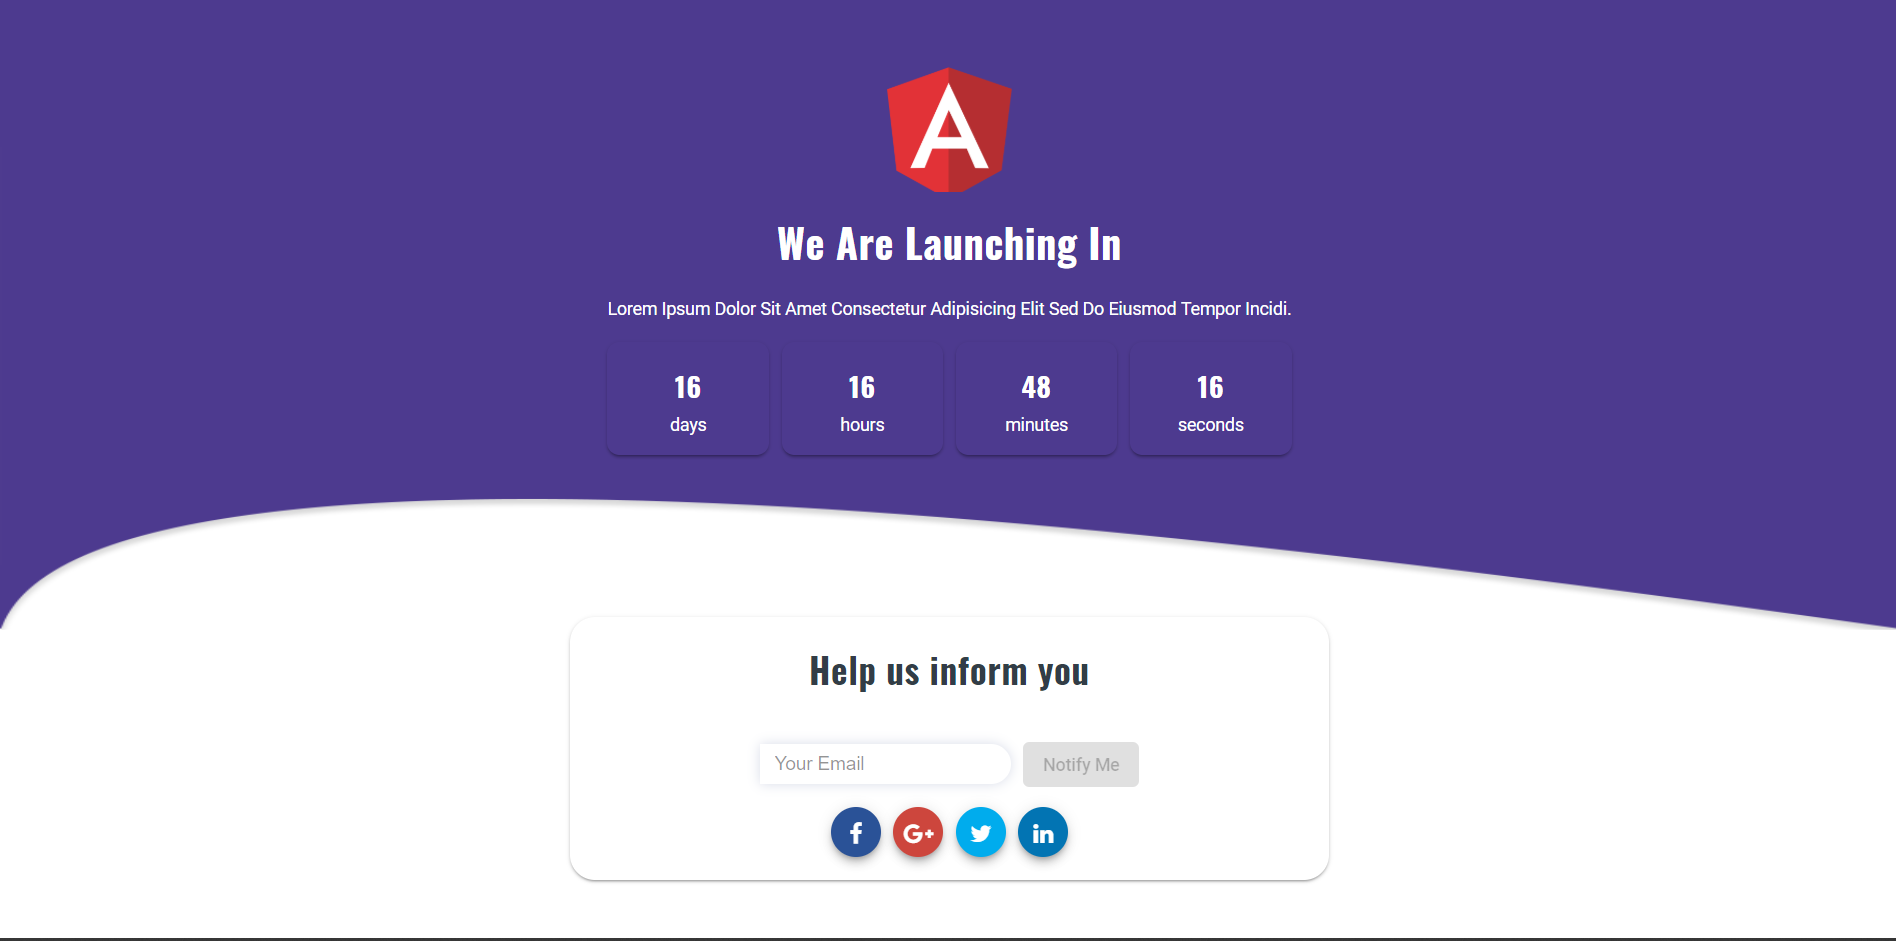 A
We Are Launching In
Lorem Ipsum Dolor Sit Amet Consectetur Adipisicing Elit Sed Do Eiusmod Tempor Incidi.
16 16 48 16
days hours minutes seconds
Help us inform you
Your Email Notify Me
f G+ in